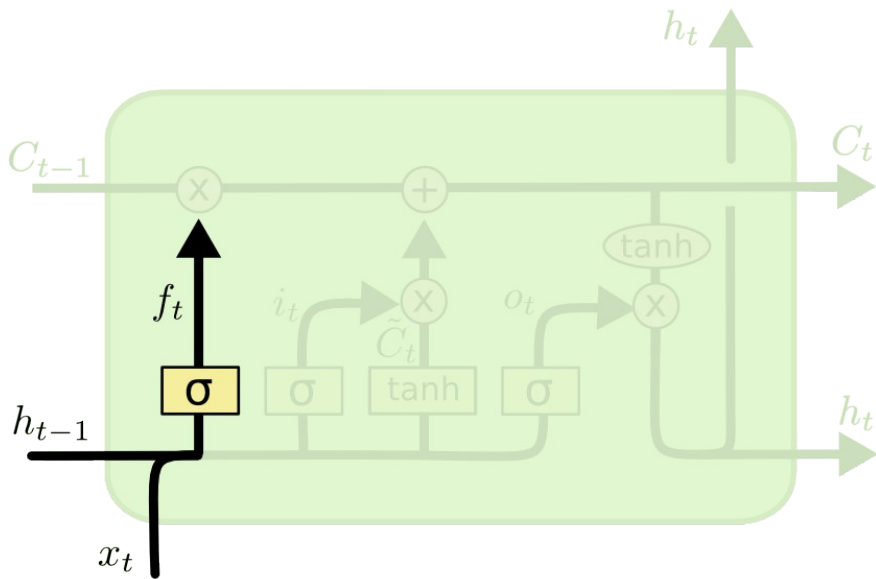 h_t
C_{t-1}
C_t
x
+
tanh
f_t
i_t
x
o_t
x
C̃_t
σ
σ
tanh
σ
h_{t-1}
h_t
x_t